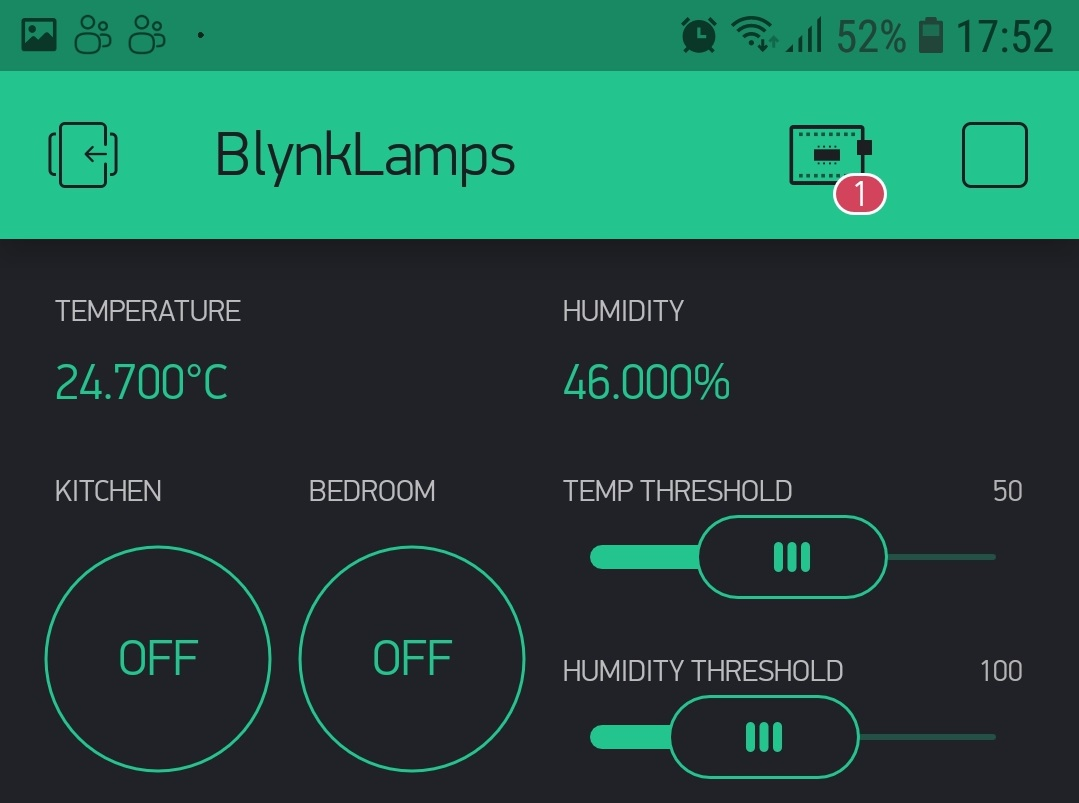 52% 17:52
BlynkLamps
1
TEMPERATURE HUMIDITY
24.700°C 46.000%
KITCHEN BEDROOM TEMP THRESHOLD 50
OFF OFF
HUMIDITY THRESHOLD 100